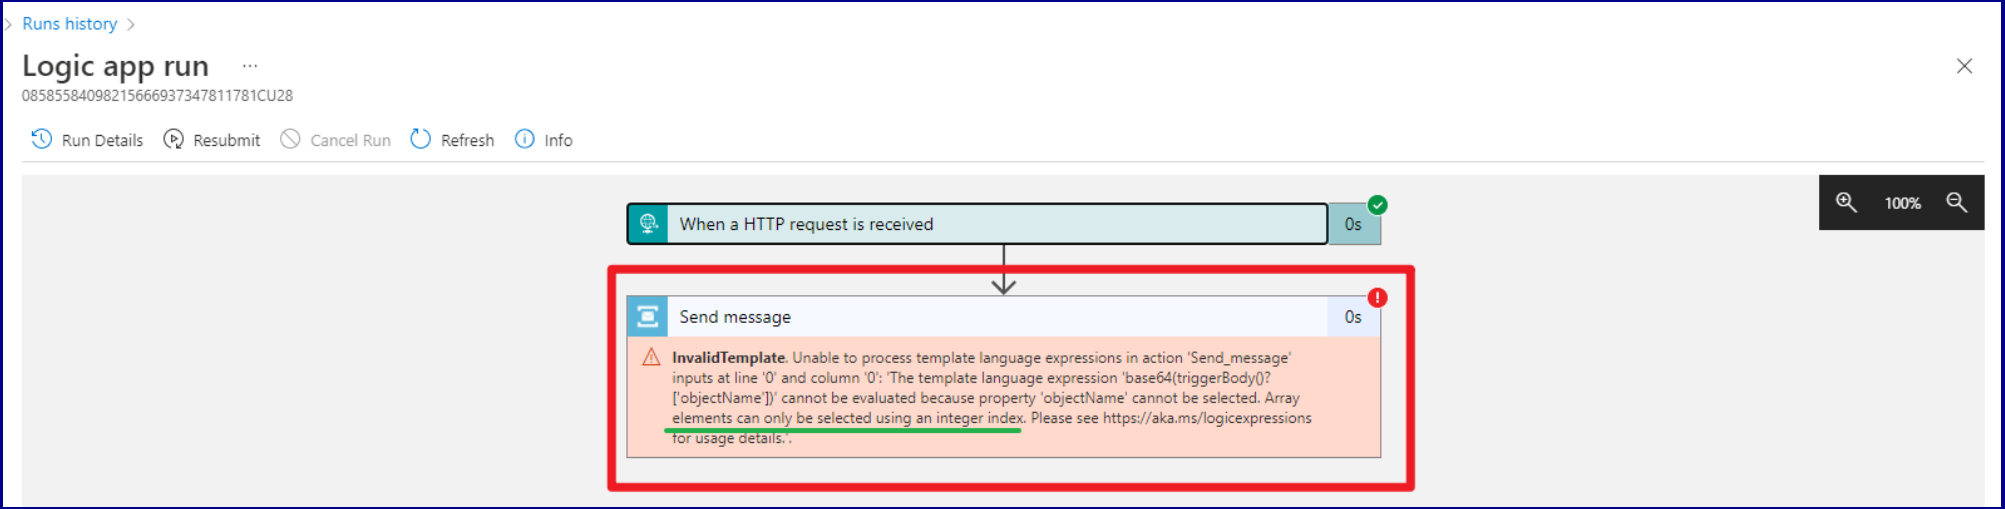 Runs history
Logic app run ...
08585584098215666937347811781CU28
Run Details Resubmit Cancel Run Refresh Info
100%
When a HTTP request is received 0s
Send message 0s
InvalidTemplate. Unable to process template language expressions in action 'Send_message'
inputs at line '0' and column '0': 'The template language expression 'base64(triggerBody()?
['objectName'])' cannot be evaluated because property 'objectName' cannot be selected. Array
elements can only be selected using an integer index. Please see https://aka.ms/logicexpressions
for usage details.'.